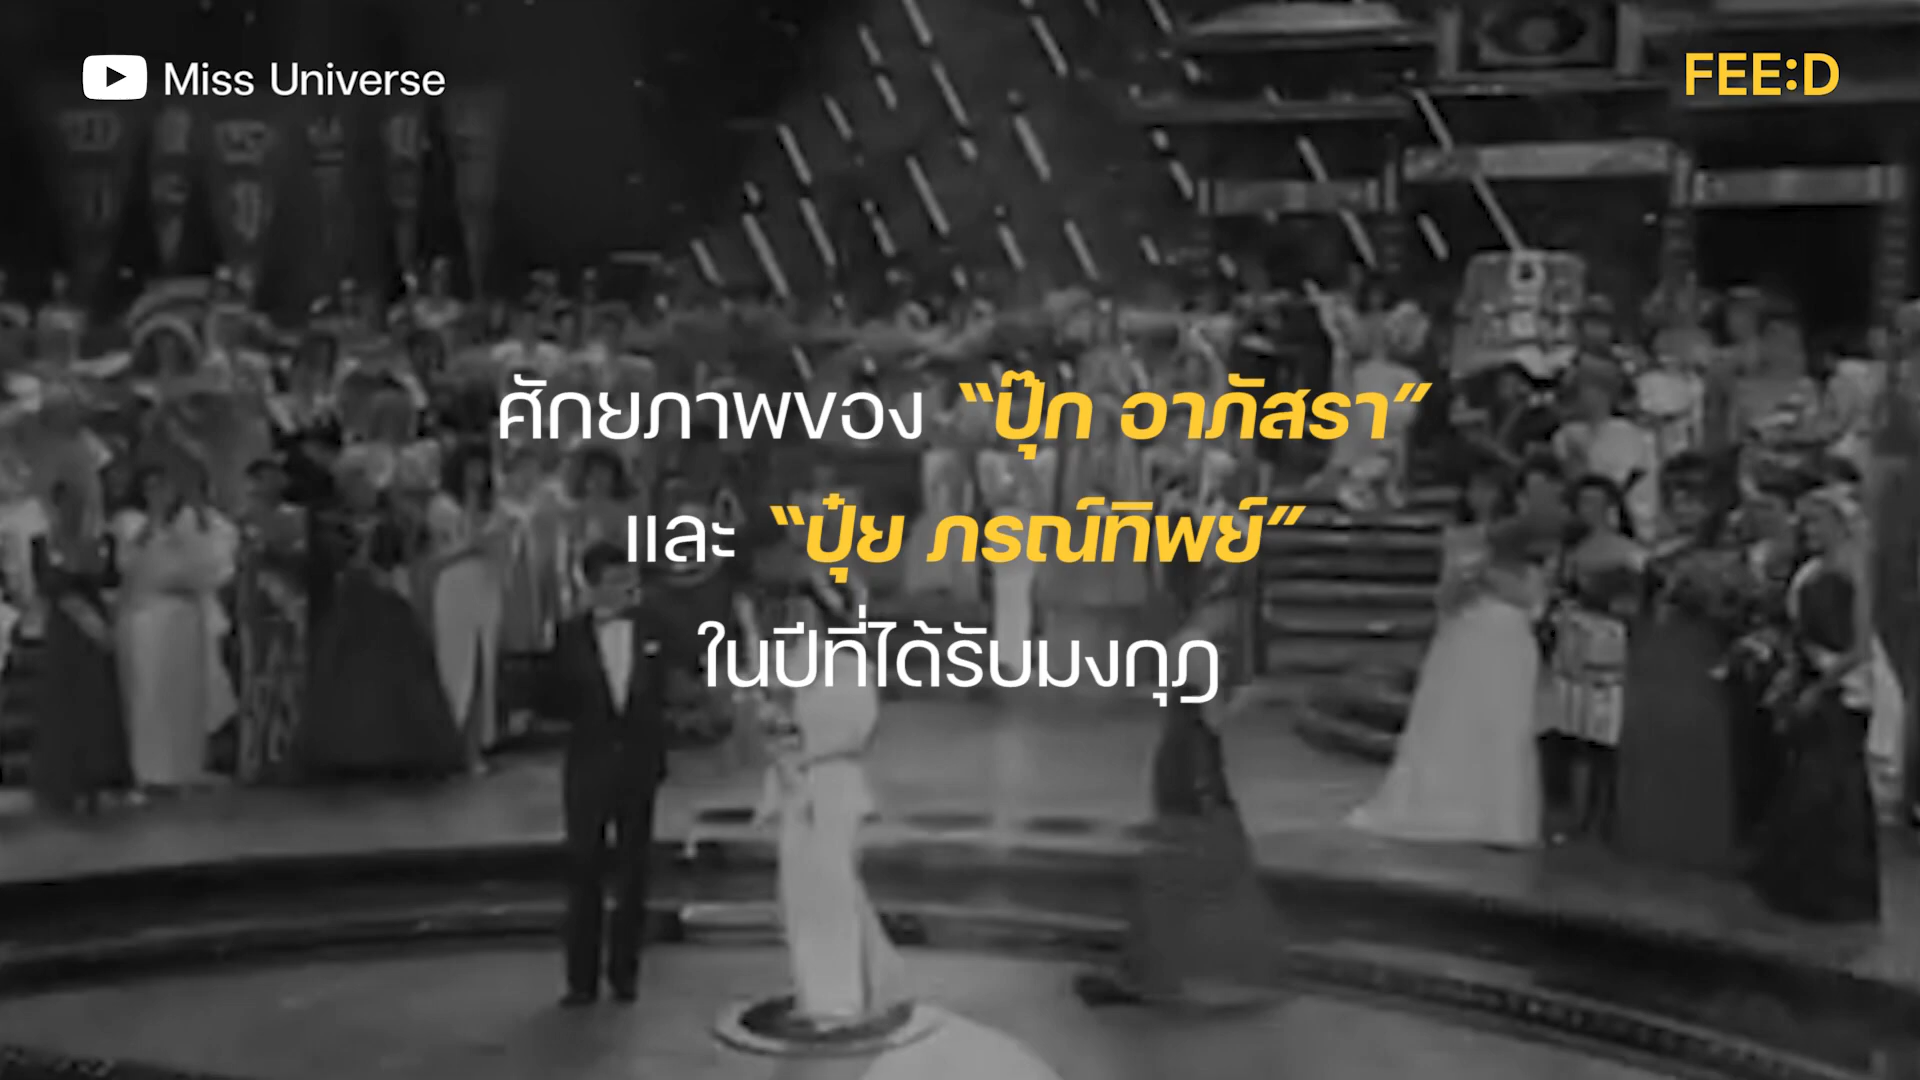 Miss Universe
FEE:D
ศักยภาพของ “ปุ๊ก อาภัสรา”
และ “ปุ๋ย ภรณ์ทิพย์”
ในปีที่ได้รับมงกุฎ